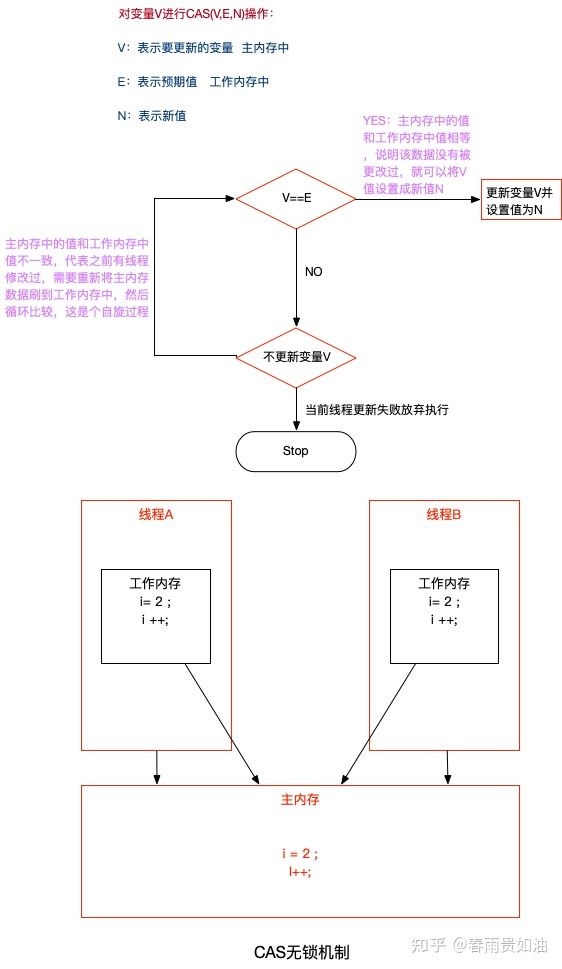 对变量V进行CAS(V,E,N)操作：
V：表示要更新的变量 主内存中
E：表示预期值 工作内存中
N：表示新值
YES：主内存中的值
和工作内存中值相等
，说明该数据没有被
更改过，就可以将V
值设置成新值N
V==E
更新变量V并
设置值为N
主内存中的值和工作内存中
值不一致，代表之前有线程
修改过，需要重新将主内存
数据刷到工作内存中，然后
循环比较，这是个自旋过程
NO
不更新变量V
当前线程更新失败放弃执行
Stop
线程A
工作内存
i= 2 ;
i ++;
线程B
工作内存
i= 2 ;
i ++;
主内存
i = 2 ;
I++;
CAS无锁机制
知乎 @春雨贵如油